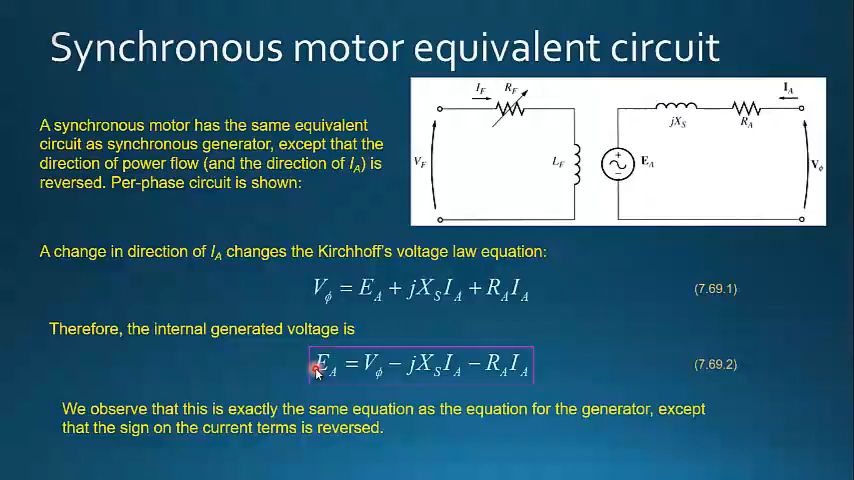 Synchronous motor equivalent circuit
A synchronous motor has the same equivalent
circuit as synchronous generator, except that the
direction of power flow (and the direction of I_A) is
reversed. Per-phase circuit is shown:
I_F R_F I_A
jX_S R_A
V_F L_F E_A V_ϕ
A change in direction of I_A changes the Kirchhoff's voltage law equation:
V_ϕ = E_A + jX_S I_A + R_A I_A (7.69.1)
Therefore, the internal generated voltage is
E_A = V_ϕ − jX_S I_A − R_A I_A (7.69.2)
We observe that this is exactly the same equation as the equation for the generator, except
that the sign on the current terms is reversed.